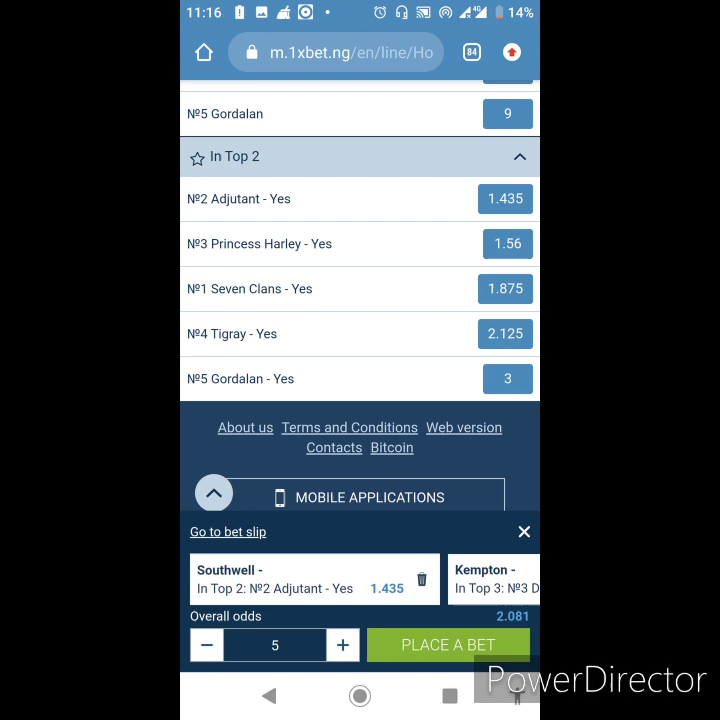 11:16 4G 14%
m.1xbet.ng/en/line/Ho 84
№5 Gordalan 9
In Top 2
№2 Adjutant - Yes 1.435
№3 Princess Harley - Yes 1.56
№1 Seven Clans - Yes 1.875
№4 Tigray - Yes 2.125
№5 Gordalan - Yes 3
About us Terms and Conditions Web version
Contacts Bitcoin
MOBILE APPLICATIONS
Go to bet slip
Southwell - Kempton -
In Top 2: №2 Adjutant - Yes 1.435 In Top 3: №3 D
Overall odds 2.081
− 5 + PLACE A BET
PowerDirector